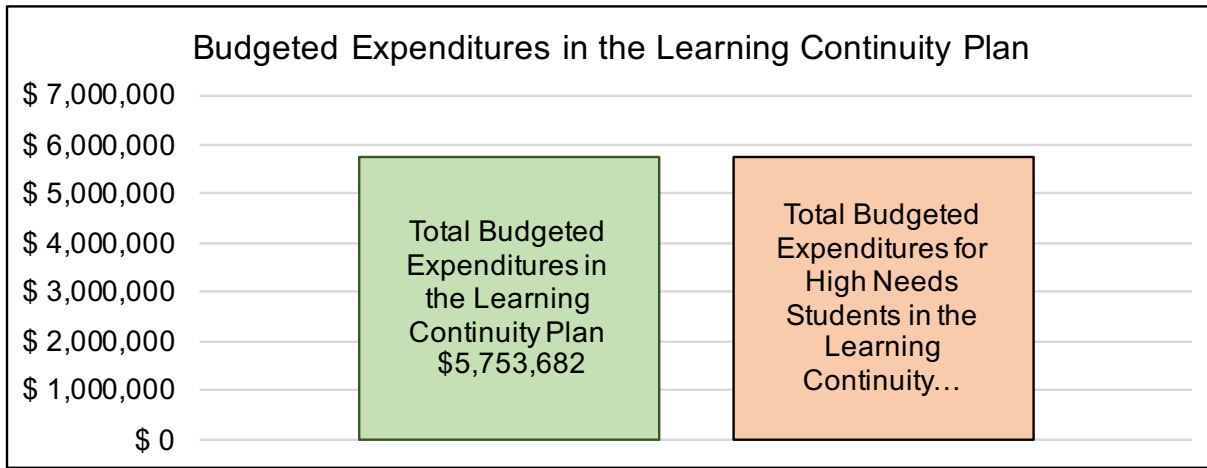 Budgeted Expenditures in the Learning Continuity Plan
$ 7,000,000
$ 6,000,000
$ 5,000,000
$ 4,000,000
$ 3,000,000
$ 2,000,000
$ 1,000,000
$ 0
Total Budgeted
Expenditures in
the Learning
Continuity Plan
$5,753,682
Total Budgeted
Expenditures for
High Needs
Students in the
Learning
Continuity…